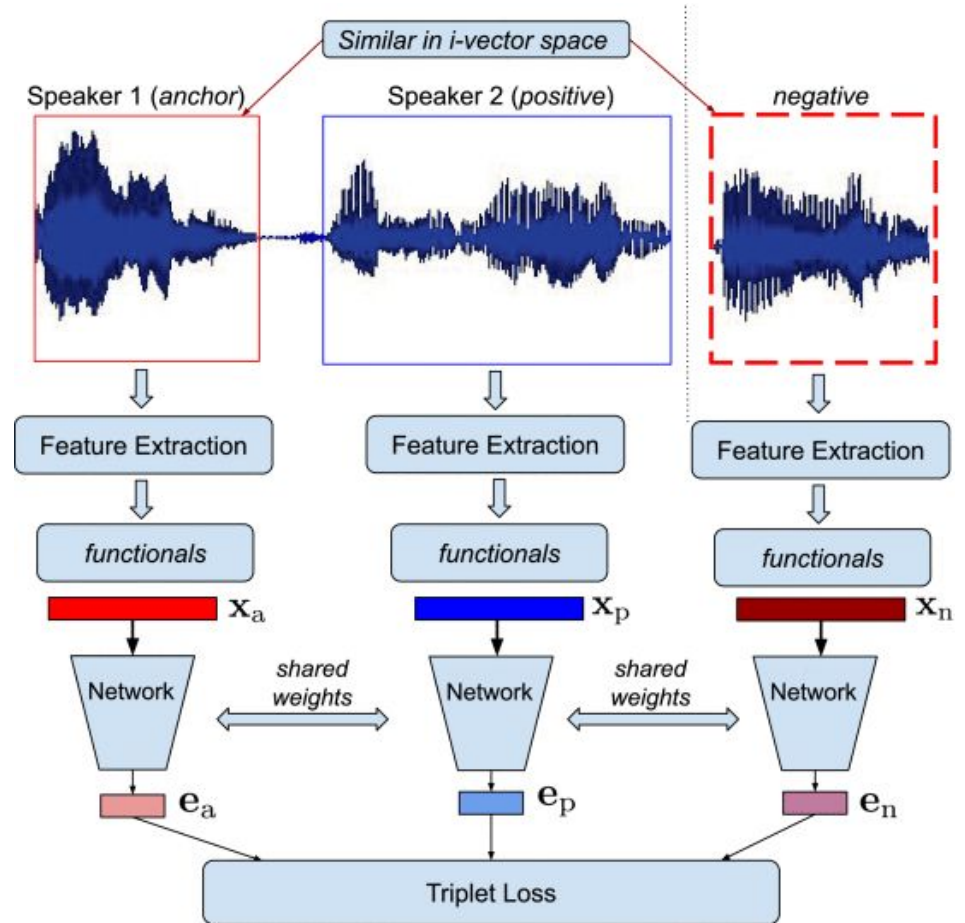 Similar in i-vector space
Speaker 1 (anchor)
Speaker 2 (positive)
negative
Feature Extraction
Feature Extraction
Feature Extraction
functionals
functionals
functionals
xa
xp
xn
Network
shared
weights
Network
shared
weights
Network
ea
ep
en
Triplet Loss